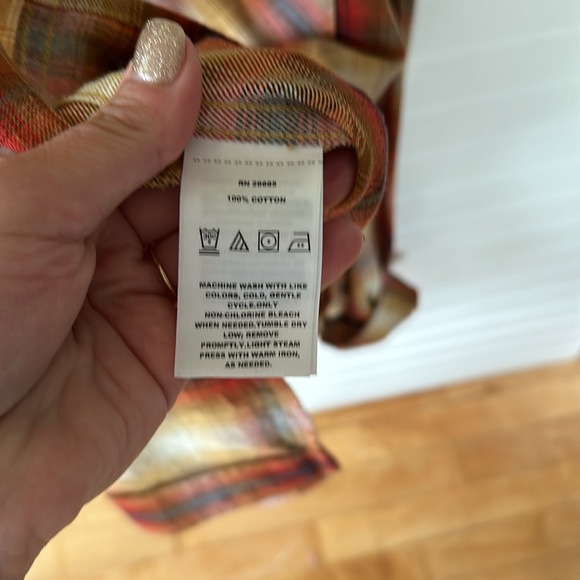 RN
100% COTTON
MACHINE WASH WITH LIKE
COLORS, COLD, GENTLE
CYCLE.ONLY
NON-CHLORINE BLEACH
WHEN NEEDED.TUMBLE DRY
LOW; REMOVE
PROMPTLY.LIGHT STEAM
PRESS WITH WARM IRON,
AS NEEDED.